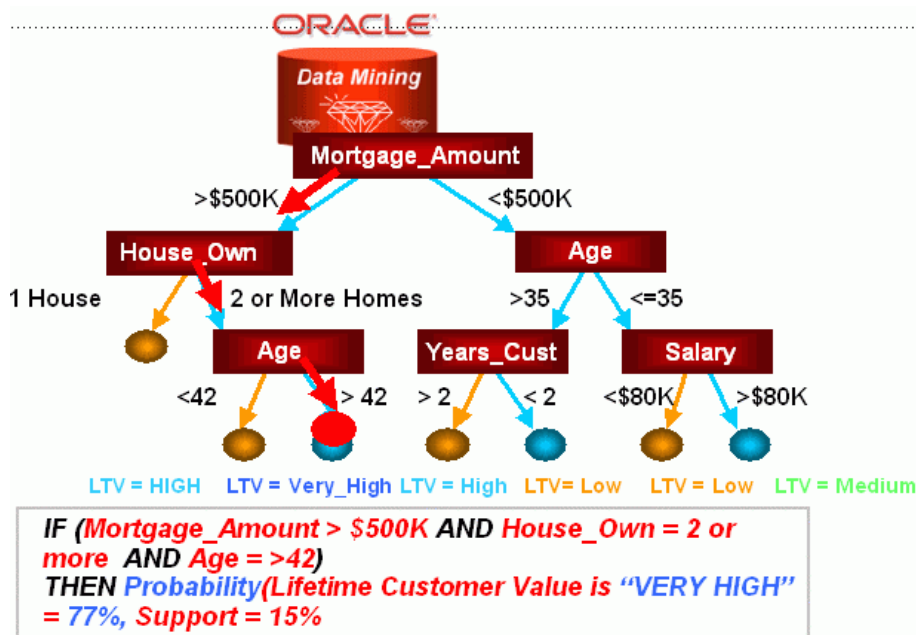 ORACLE
Data Mining
Mortgage_Amount
>$500K
<$500K
House_Own
Age
1 House
2 or More Homes
>35
<=35
Age
Years_Cust
Salary
<42
> 42
> 2
< 2
<$80K
>$80K
LTV = HIGH
LTV = Very_High
LTV = High
LTV= Low
LTV = Low
LTV = Medium
IF (Mortgage_Amount > $500K AND House_Own = 2 or
more AND Age = >42)
THEN Probability(Lifetime Customer Value is “VERY HIGH”
= 77%, Support = 15%